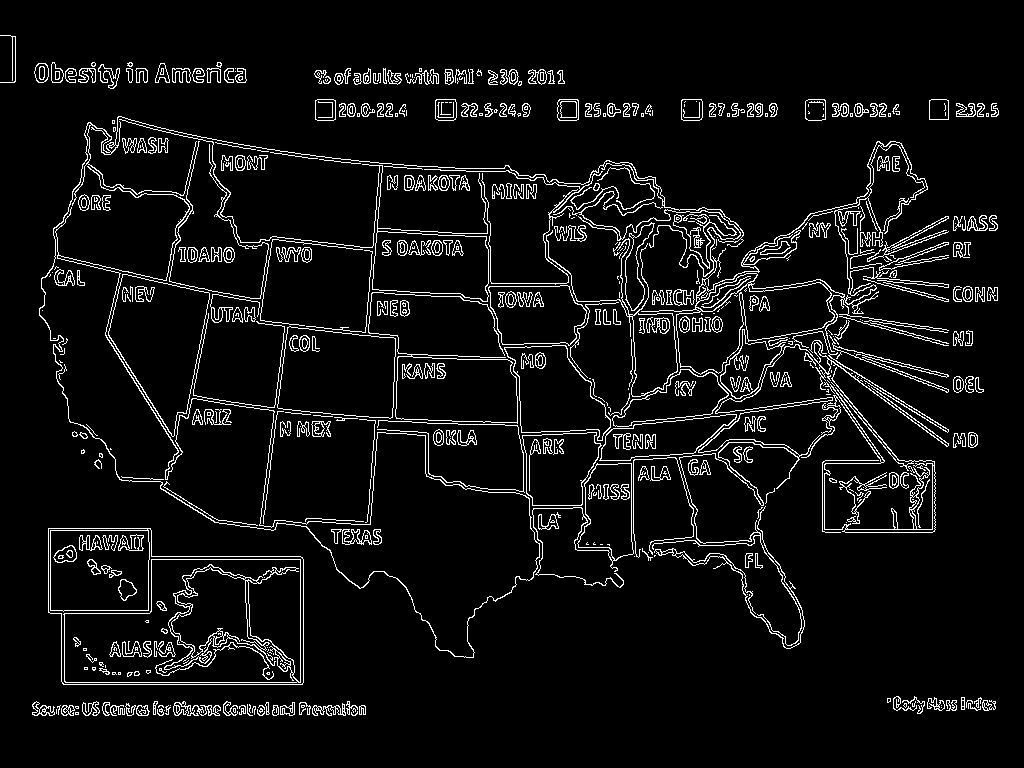 Obesity in America
% of adults with BMI* ≥30, 2011
20.0-22.4 22.5-24.9 25.0-27.4 27.5-29.9 30.0-32.4 ≥32.5
WASH
MONT
N DAKOTA
MINN
ME
ORE
IDAHO
WYO
S DAKOTA
WIS
NY
VT
NH
MASS
RI
CAL
NEV
UTAH
NEB
IOWA
ILL
MICH
IND
OHIO
PA
CONN
NJ
COL
KANS
MO
KY
W
VA
VA
DEL
MD
ARIZ
N MEX
OKLA
ARK
TENN
NC
SC
MISS
ALA
GA
DC
TEXAS
LA
FL
HAWAII
ALASKA
Source: US Centres for Disease Control and Prevention
*Body Mass Index